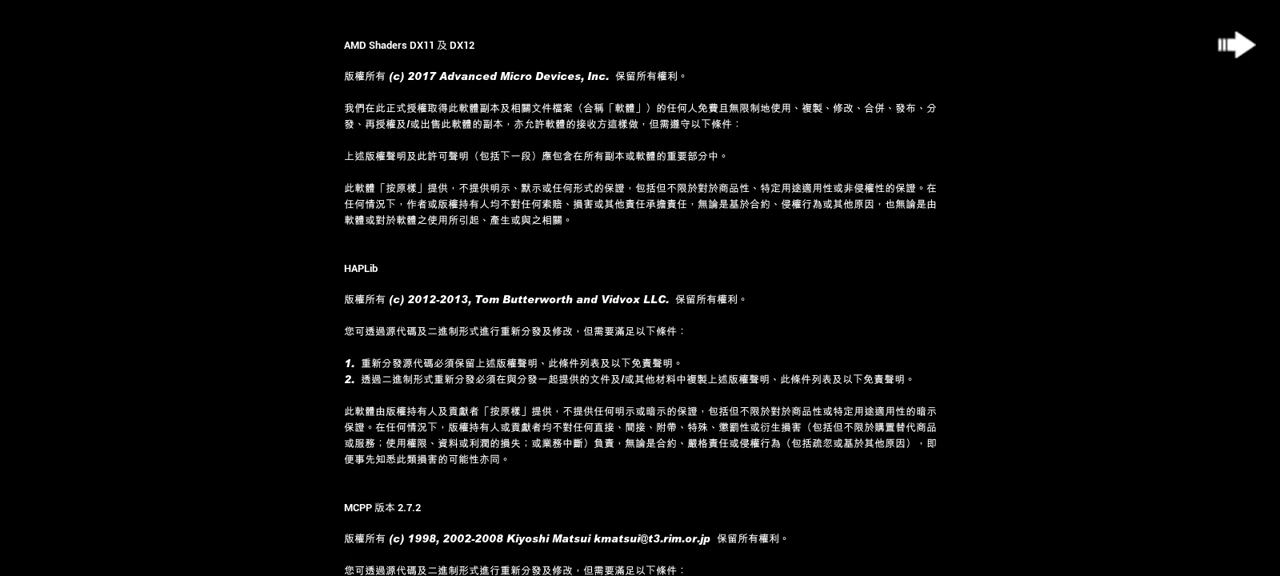 AMD Shaders DX11 及 DX12
版權所有 (c) 2017 Advanced Micro Devices, Inc. 保留所有權利。
我們在此正式授權取得此軟體副本及相關文件檔案（合稱「軟體」）的任何人免費且無限制地使用、複製、修改、合併、發布、分
發、再授權及/或出售此軟體的副本，亦允許軟體的接收方這樣做，但需遵守以下條件：
上述版權聲明及此許可聲明（包括下一段）應包含在所有副本或軟體的重要部分中。
此軟體「按原樣」提供，不提供明示、默示或任何形式的保證，包括但不限於對於商品性、特定用途適用性或非侵權性的保證。在
任何情況下，作者或版權持有人均不對任何索賠、損害或其他責任承擔責任，無論是基於合約、侵權行為或其他原因，也無論是由
軟體或對於軟體之使用所引起、產生或與之相關。
HAPLib
版權所有 (c) 2012-2013, Tom Butterworth and Vidvox LLC. 保留所有權利。
您可透過源代碼及二進制形式進行重新分發及修改，但需要滿足以下條件：
1. 重新分發源代碼必須保留上述版權聲明、此條件列表及以下免責聲明。
2. 透過二進制形式重新分發必須在與分發一起提供的文件及/或其他材料中複製上述版權聲明、此條件列表及以下免責聲明。
此軟體由版權持有人及貢獻者「按原樣」提供，不提供任何明示或暗示的保證，包括但不限於對於商品性或特定用途適用性的暗示
保證。在任何情況下，版權持有人或貢獻者均不對任何直接、間接、附帶、特殊、懲罰性或衍生損害（包括但不限於購置替代商品
或服務；使用權限、資料或利潤的損失；或業務中斷）負責，無論是合約、嚴格責任或侵權行為（包括疏忽或基於其他原因），即
便事先知悉此類損害的可能性亦同。
MCPP 版本 2.7.2
版權所有 (c) 1998, 2002-2008 Kiyoshi Matsui kmatsui@t3.rim.or.jp 保留所有權利。
您可透過源代碼及二進制形式進行重新分發及修改，但需要滿足以下條件：